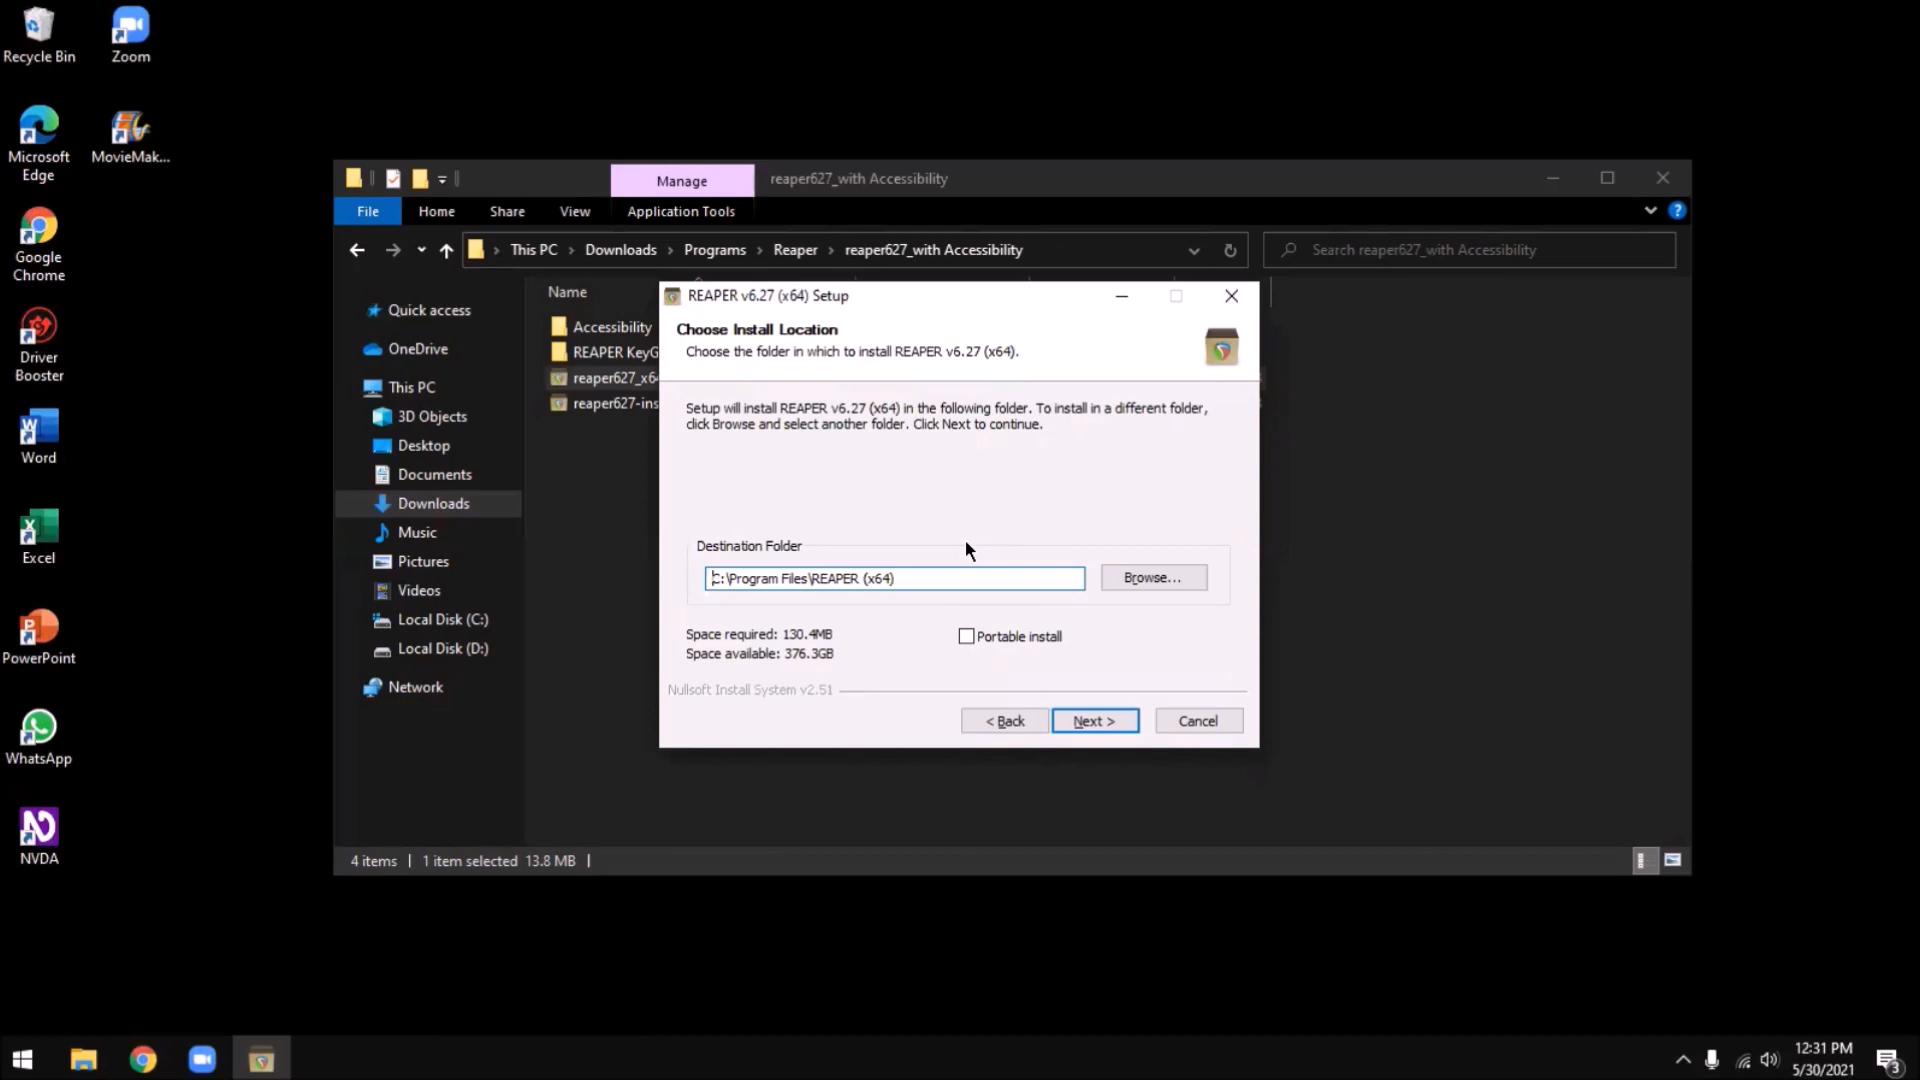 Recycle Bin
Zoom
Microsoft
Edge
MovieMak...
Google
Chrome
Driver
Booster
Word
Excel
PowerPoint
WhatsApp
NVDA
Manage
reaper627_with Accessibility
File
Home
Share
View
Application Tools
This PC
Downloads
Programs
Reaper
reaper627_with Accessibility
Search reaper627_with Accessibility
Quick access
OneDrive
This PC
3D Objects
Desktop
Documents
Downloads
Music
Pictures
Videos
Local Disk (C:)
Local Disk (D:)
Network
Name
Accessibility
REAPER KeyG
reaper627_x6
reaper627-ins
REAPER v6.27 (x64) Setup
Choose Install Location
Choose the folder in which to install REAPER v6.27 (x64).
Setup will install REAPER v6.27 (x64) in the following folder. To install in a different folder,
click Browse and select another folder. Click Next to continue.
Destination Folder
C:\Program Files\REAPER (x64)
Browse...
Space required: 130.4MB
Space available: 376.3GB
Portable install
Nullsoft Install System v2.51
< Back
Next >
Cancel
4 items
1 item selected 13.8 MB
12:31 PM
5/30/2021
3